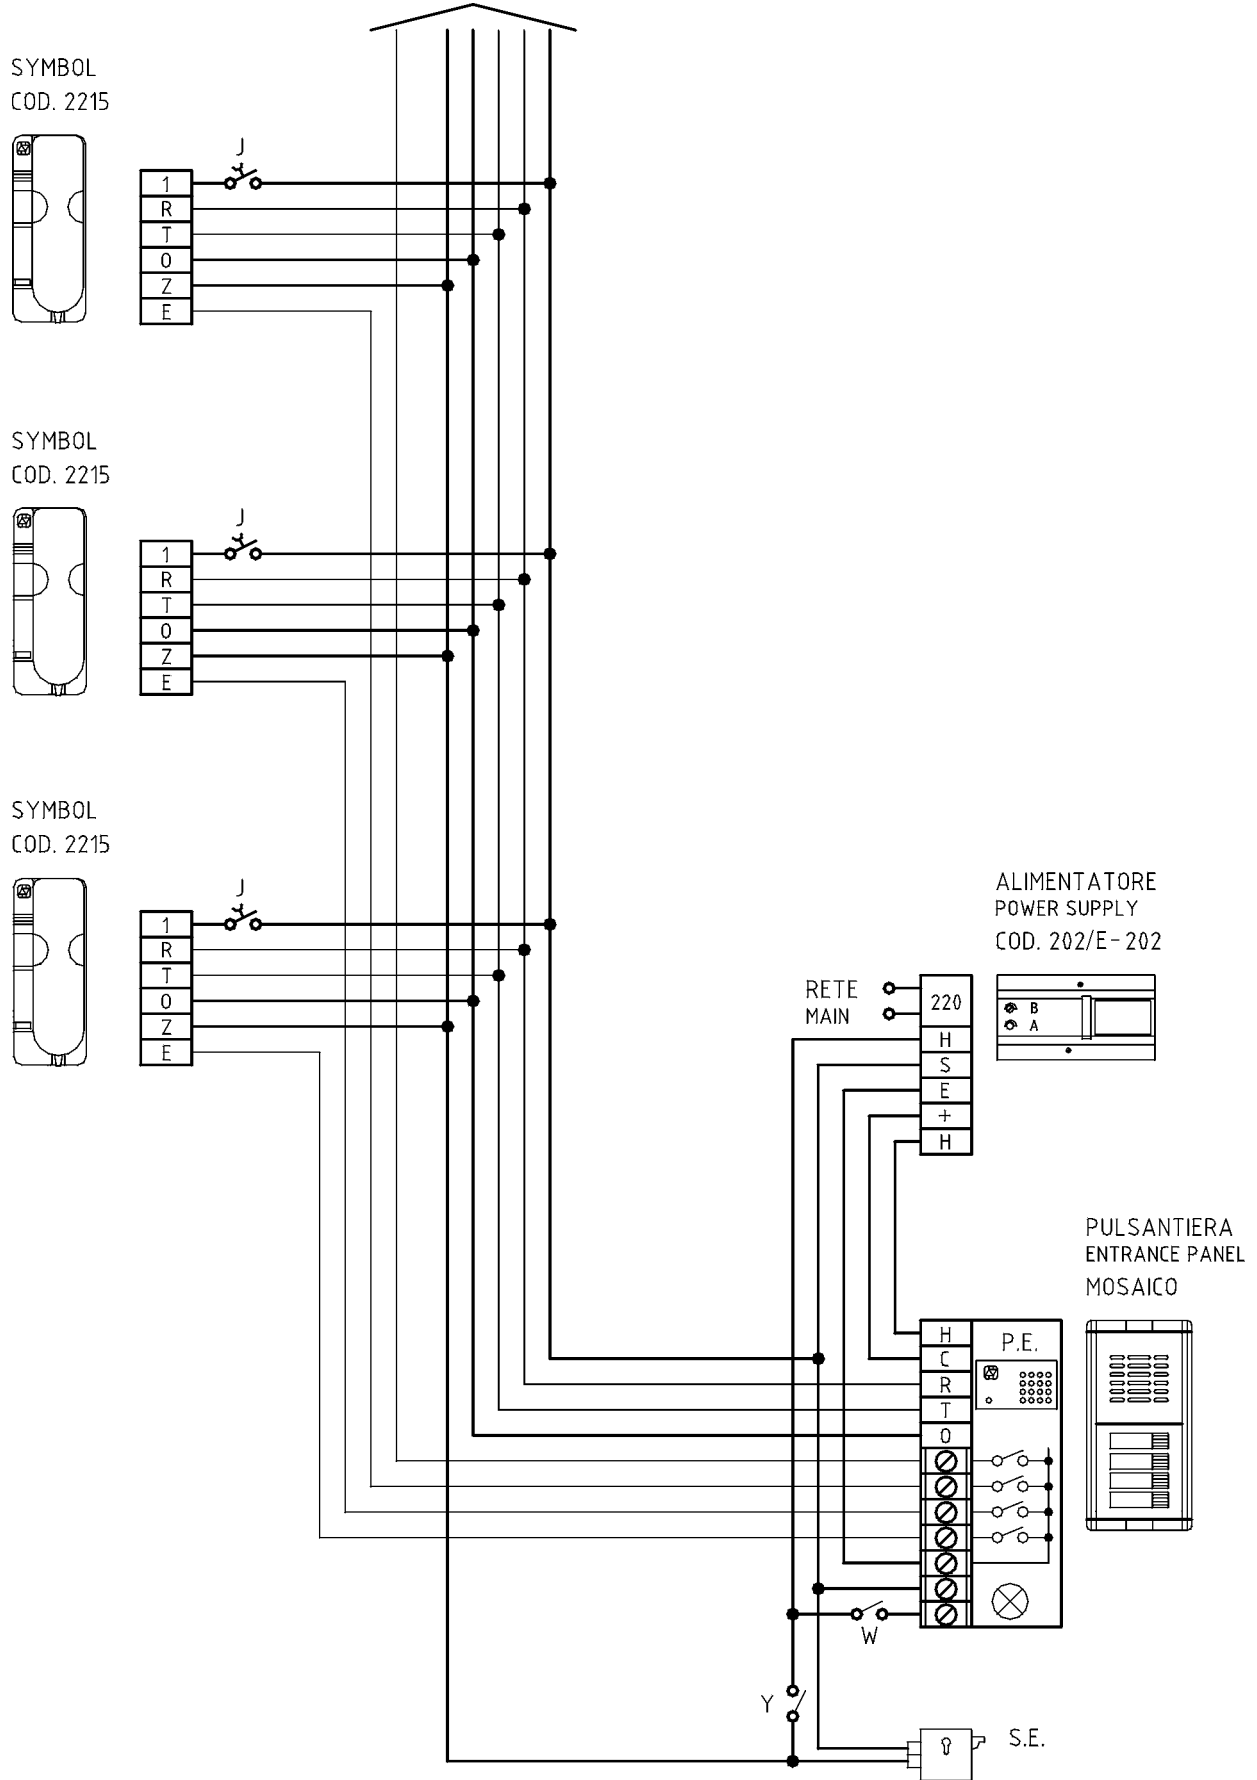 SYMBOL
COD. 2215
J
1
R
T
0
Z
E
SYMBOL
COD. 2215
J
1
R
T
0
Z
E
SYMBOL
COD. 2215
J
1
R
T
0
Z
E
ALIMENTATORE
POWER SUPPLY
COD. 202/E-202
RETE
MAIN
220
H
S
E
+
H
B
A
PULSANTIERA
ENTRANCE PANEL
MOSAICO
H
C
R
T
0
P.E.
W
Y
S.E.